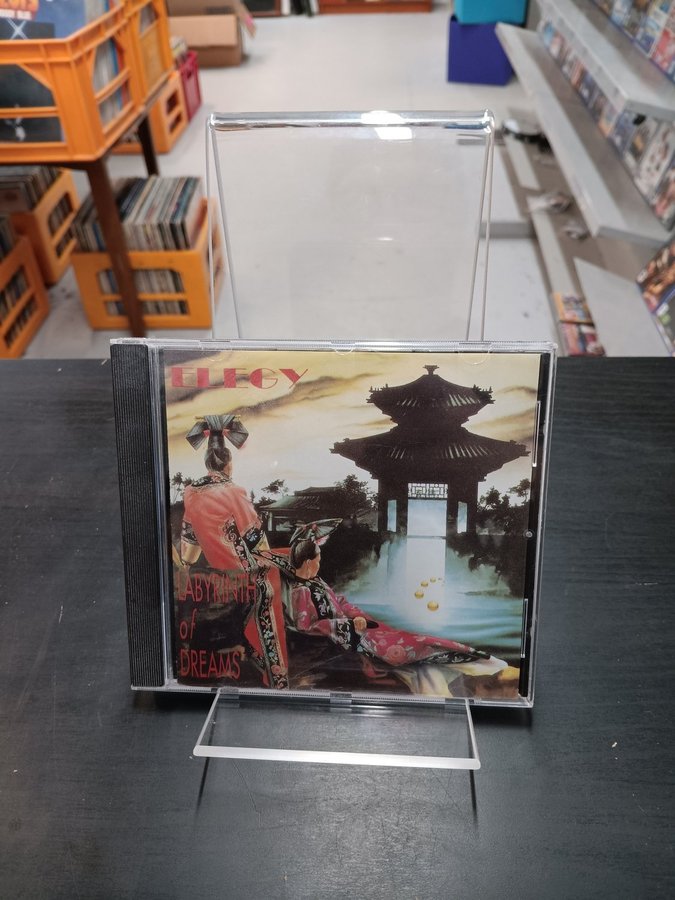 ELEGY
LABYRINTH
of
DREAMS